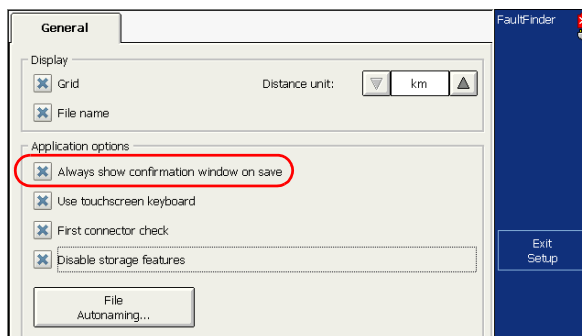 General
FaultFinder
Display
Grid
Distance unit:
km
File name
Application options
Always show confirmation window on save
Use touchscreen keyboard
First connector check
Disable storage features
Exit
Setup
File
Autonaming...